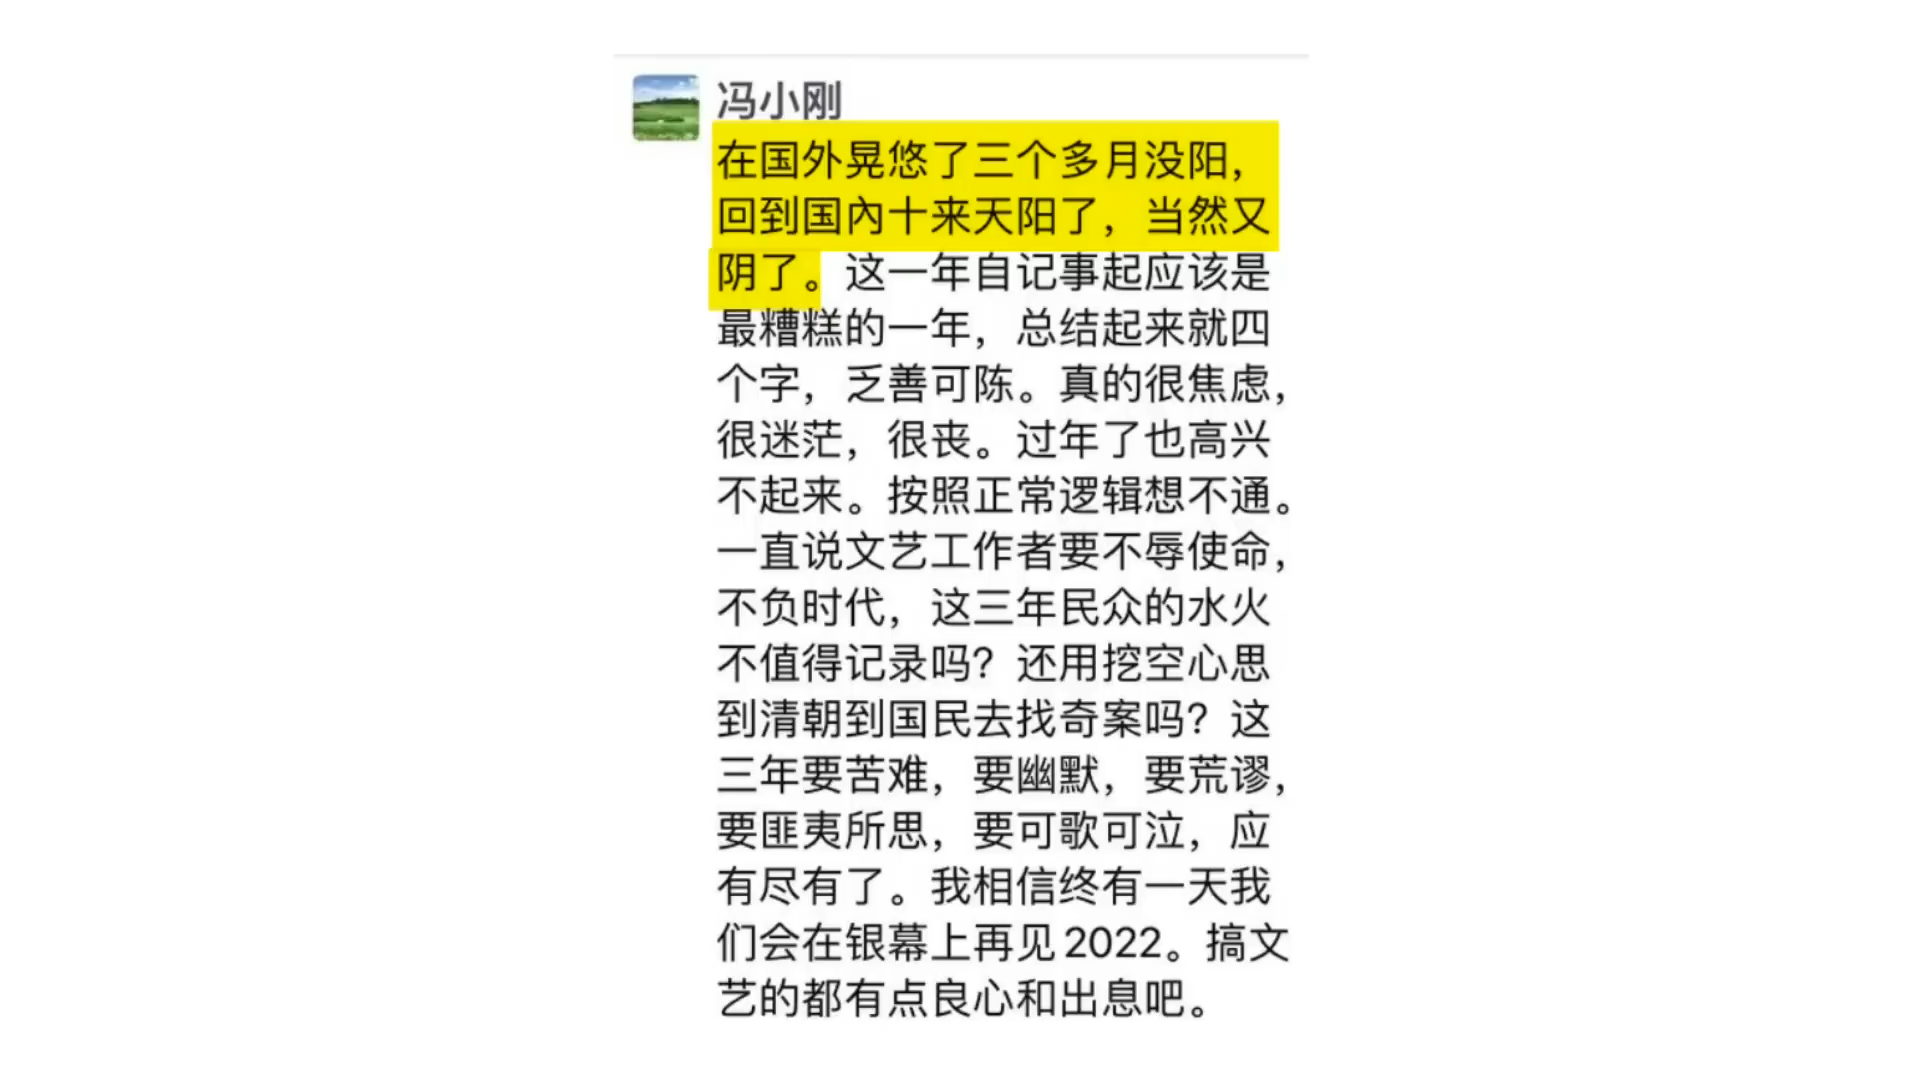 冯小刚
在国外晃悠了三个多月没阳，
回到国内十来天阳了，当然又
阴了。这一年自记事起应该是
最糟糕的一年，总结起来就四
个字，乏善可陈。真的很焦虑，
很迷茫，很丧。过年了也高兴
不起来。按照正常逻辑想不通。
一直说文艺工作者要不辱使命，
不负时代，这三年民众的水火
不值得记录吗？还用挖空心思
到清朝到国民去找奇案吗？这
三年要苦难，要幽默，要荒谬，
要匪夷所思，要可歌可泣，应
有尽有了。我相信终有一天我
们会在银幕上再见2022。搞文
艺的都有点良心和出息吧。